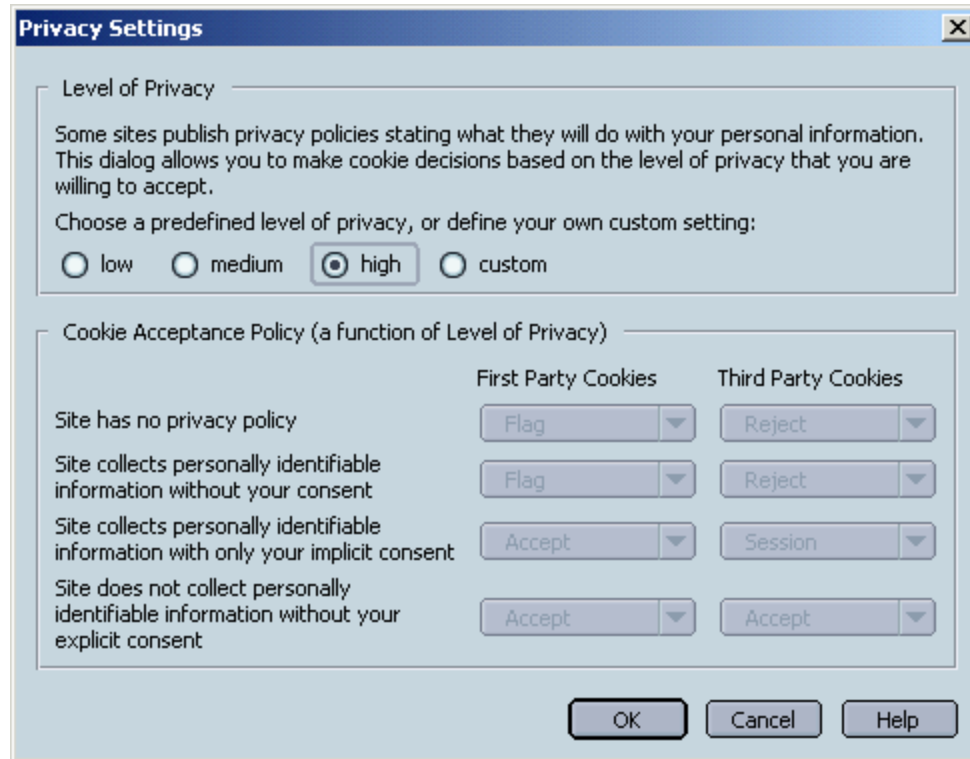 Privacy Settings
Level of Privacy
Some sites publish privacy policies stating what they will do with your personal information.
This dialog allows you to make cookie decisions based on the level of privacy that you are
willing to accept.
Choose a predefined level of privacy, or define your own custom setting:
low medium high custom
Cookie Acceptance Policy (a function of Level of Privacy)
First Party Cookies Third Party Cookies
Site has no privacy policy Flag Reject
Site collects personally identifiable
information without your consent Flag Reject
Site collects personally identifiable
information with only your implicit consent Accept Session
Site does not collect personally
identifiable information without your
explicit consent Accept Accept
OK Cancel Help